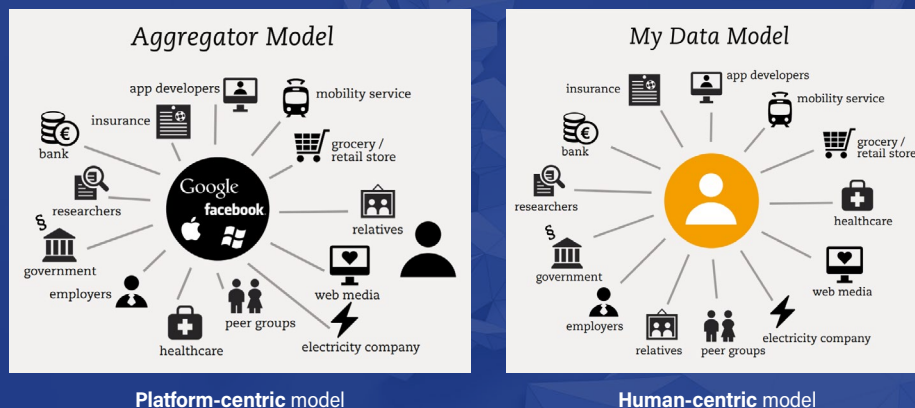 Aggregator Model
app developers
mobility service
insurance
grocery /
retail store
€
bank
Google
facebook
researchers
relatives
§
government
employers
web media
peer groups
electricity company
healthcare
Platform-centric model
My Data Model
app developers
insurance
mobility service
€
bank
grocery /
retail store
researchers
healthcare
§
government
web media
employers
electricity company
relatives
peer groups
Human-centric model